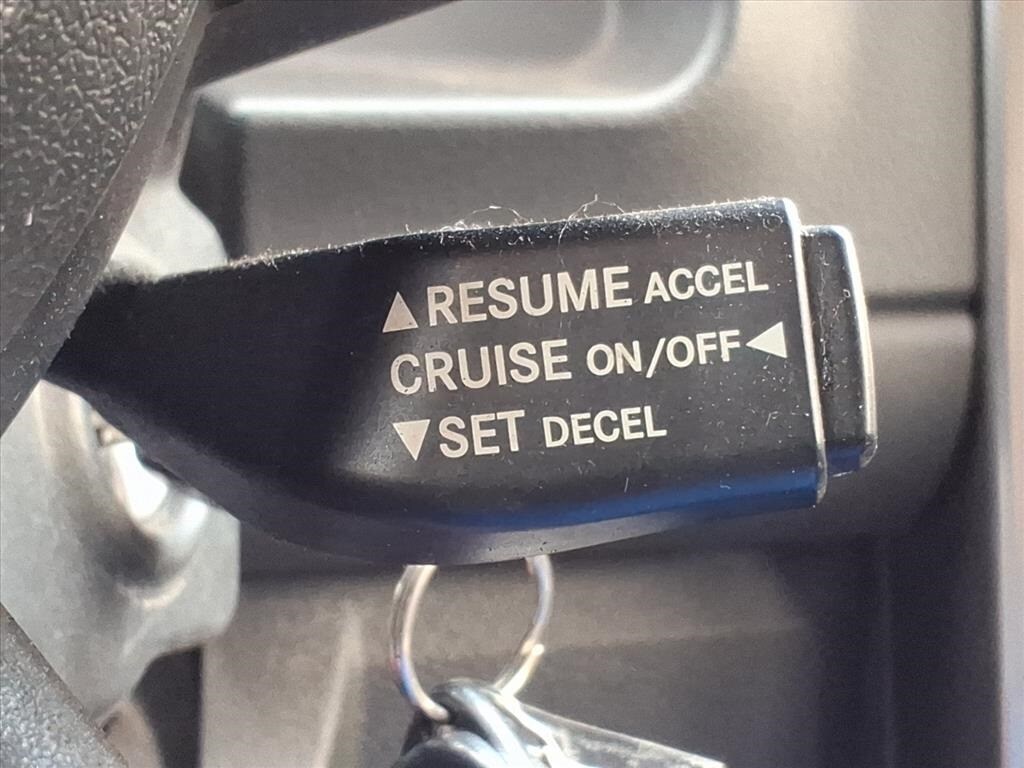 ▲RESUME ACCEL
CRUISE ON/OFF◀
▼SET DECEL